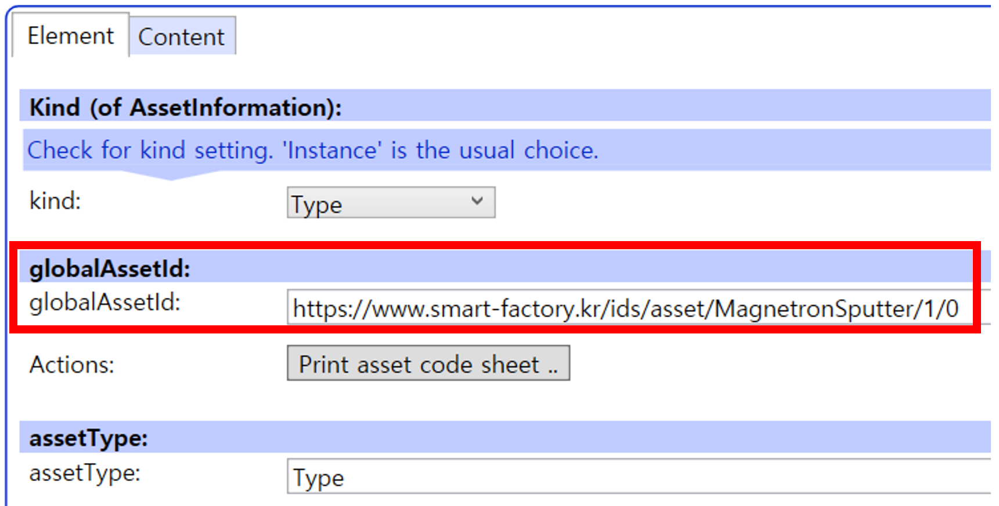 Element Content
Kind (of AssetInformation):
Check for kind setting. 'Instance' is the usual choice.
kind: Type
globalAssetId:
globalAssetId: https://www.smart-factory.kr/ids/asset/MagnetronSputter/1/0
Actions: Print asset code sheet ..
assetType:
assetType: Type